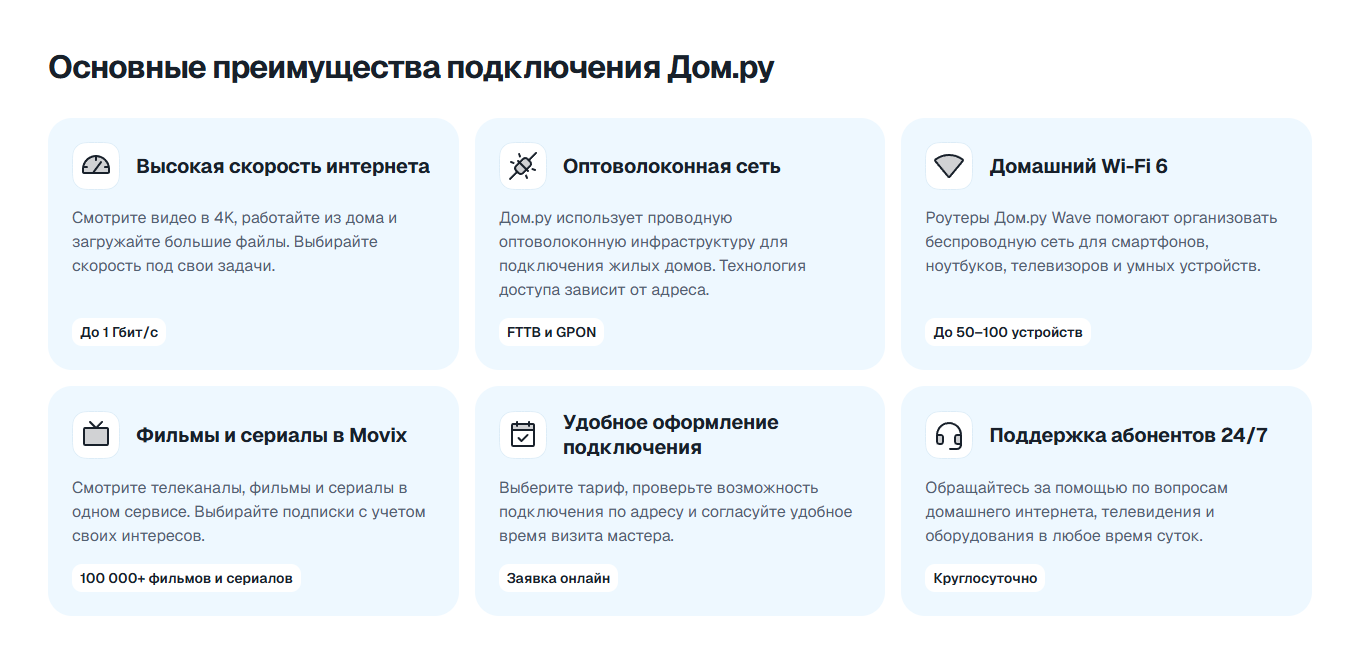 Основные преимущества подключения Дом.ру
Высокая скорость интернета
Смотрите видео в 4K, работайте из дома и
загружайте большие файлы. Выбирайте
скорость под свои задачи.
До 1 Гбит/с
Оптоволоконная сеть
Дом.ру использует проводную
оптоволоконную инфраструктуру для
подключения жилых домов. Технология
доступа зависит от адреса.
FTTB и GPON
Домашний Wi-Fi 6
Роутеры Дом.ру Wave помогают организовать
беспроводную сеть для смартфонов,
ноутбуков, телевизоров и умных устройств.
До 50–100 устройств
Фильмы и сериалы в Movix
Смотрите телеканалы, фильмы и сериалы в
одном сервисе. Выбирайте подписки с учетом
своих интересов.
100 000+ фильмов и сериалов
Удобное оформление
подключения
Выберите тариф, проверьте возможность
подключения по адресу и согласуйте удобное
время визита мастера.
Заявка онлайн
Поддержка абонентов 24/7
Обращайтесь за помощью по вопросам
домашнего интернета, телевидения и
оборудования в любое время суток.
Круглосуточно